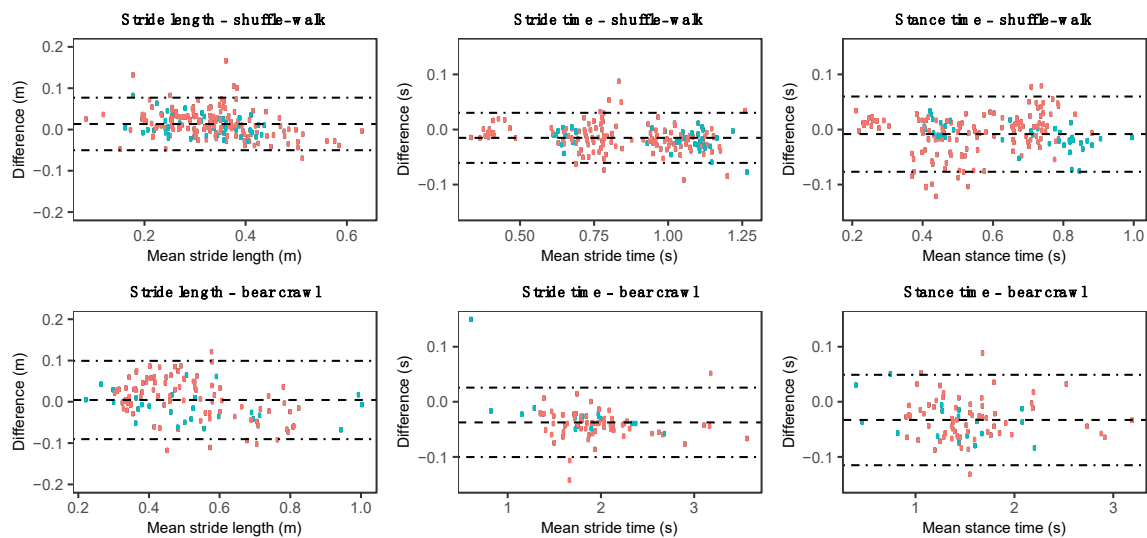 Stride length – shuffle-walk
Difference (m)
0.2
0.1
0.0
−0.1
−0.2
0.2
0.4
0.6
Mean stride length (m)
Stride time – shuffle-walk
Difference (s)
0.1
0.0
−0.1
0.50
0.75
1.00
1.25
Mean stride time (s)
Stance time – shuffle-walk
Difference (s)
0.1
0.0
−0.1
0.2
0.4
0.6
0.8
1.0
Mean stance time (s)
Stride length – bear crawl
Difference (m)
0.2
0.1
0.0
−0.1
−0.2
0.2
0.4
0.6
0.8
1.0
Mean stride length (m)
Stride time – bear crawl
Difference (s)
0.1
0.0
−0.1
1
2
3
Mean stride time (s)
Stance time – bear crawl
Difference (s)
0.1
0.0
−0.1
1
2
3
Mean stance time (s)